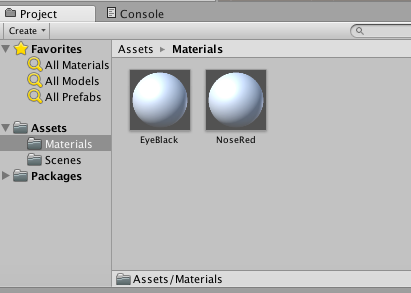 Project
Console
Create
Favorites
All Materials
All Models
All Prefabs
Assets
Materials
Scenes
Packages
Assets ▸ Materials
EyeBlack
NoseRed
Assets/Materials